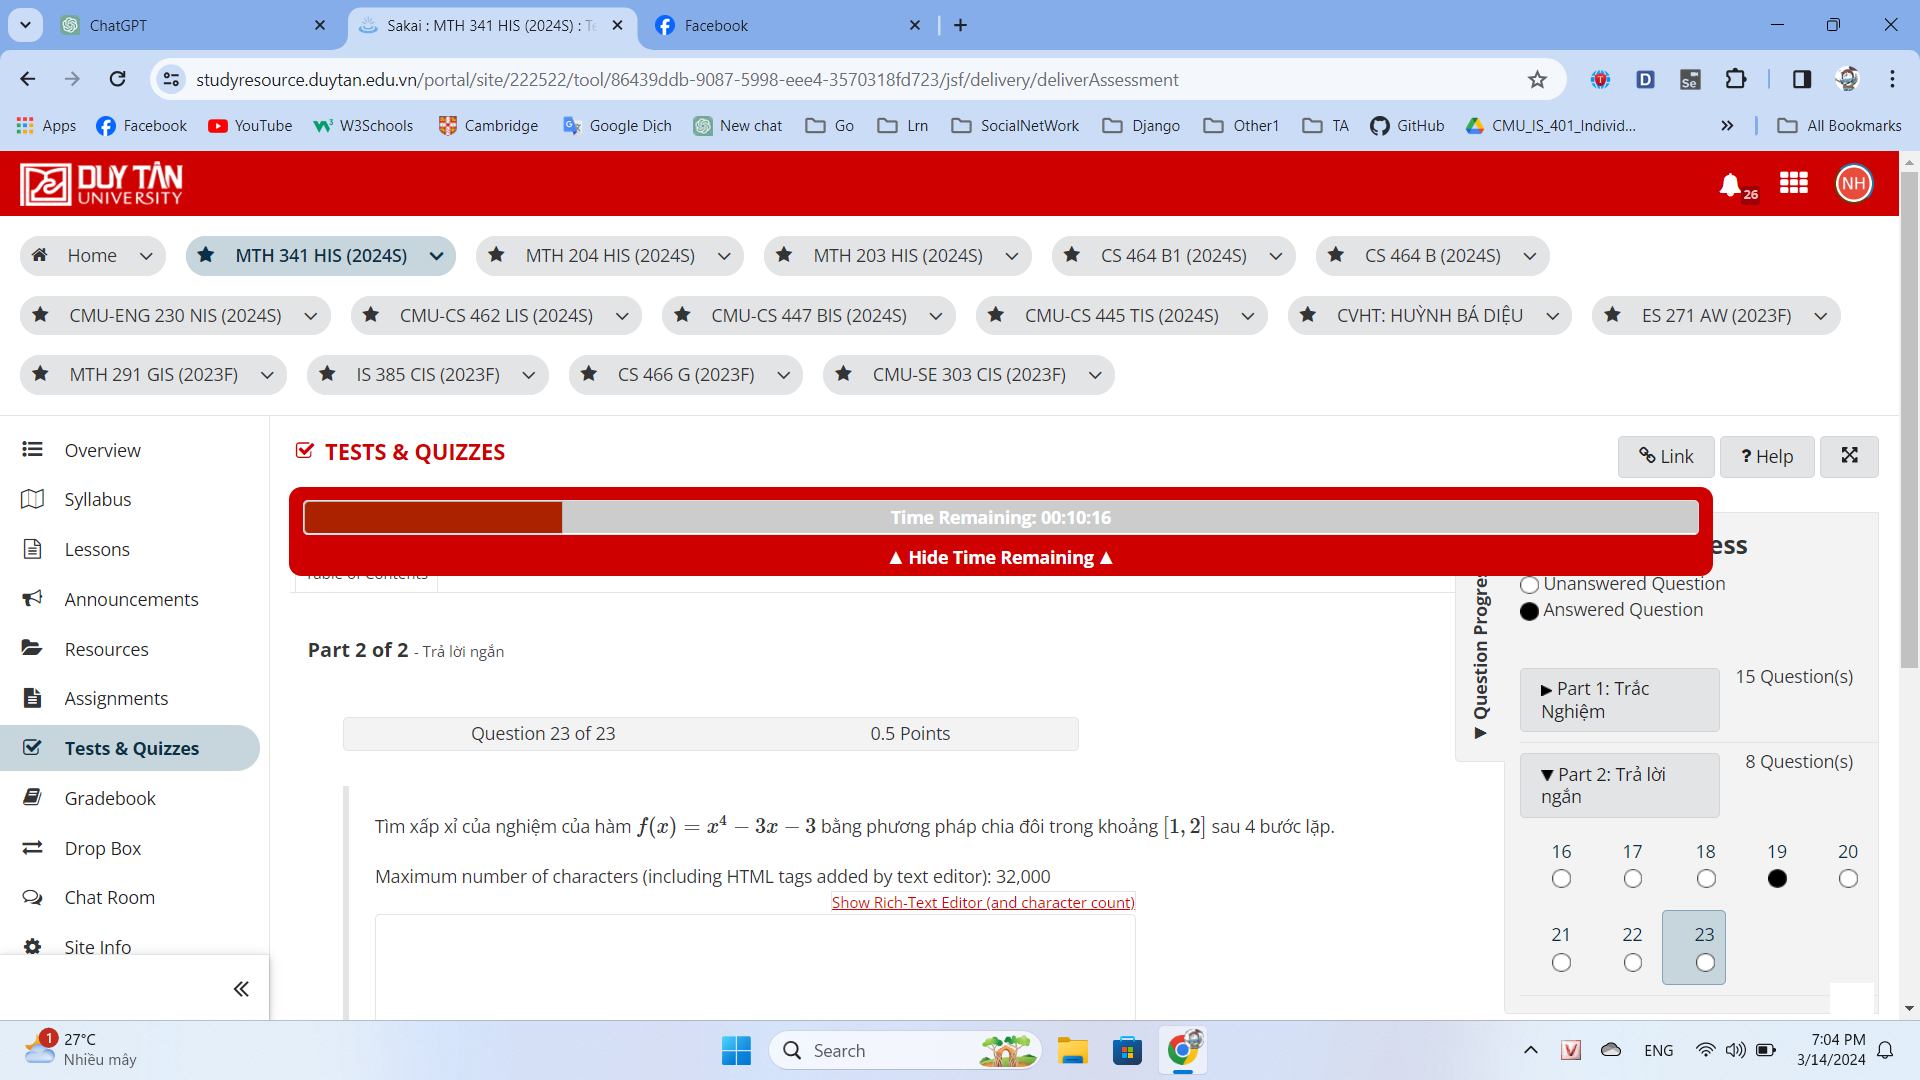 ChatGPT
Sakai : MTH 341 HIS (2024S) : Te
Facebook
studyresource.duytan.edu.vn/portal/site/222522/tool/86439ddb-9087-5998-eee4-3570318fd723/jsf/delivery/deliverAssessment
Apps
Facebook
YouTube
W3Schools
Cambridge
Google Dịch
New chat
Go
Lrn
SocialNetWork
Django
Other1
TA
GitHub
CMU_IS_401_Individ...
All Bookmarks
DUY TÂN
UNIVERSITY
26
NH
Home
MTH 341 HIS (2024S)
MTH 204 HIS (2024S)
MTH 203 HIS (2024S)
CS 464 B1 (2024S)
CS 464 B (2024S)
CMU-ENG 230 NIS (2024S)
CMU-CS 462 LIS (2024S)
CMU-CS 447 BIS (2024S)
CMU-CS 445 TIS (2024S)
CVHT: HUỲNH BÁ DIỆU
ES 271 AW (2023F)
MTH 291 GIS (2023F)
IS 385 CIS (2023F)
CS 466 G (2023F)
CMU-SE 303 CIS (2023F)
Overview
Syllabus
Lessons
Announcements
Resources
Assignments
Tests & Quizzes
Gradebook
Drop Box
Chat Room
Site Info
TESTS & QUIZZES
Link
? Help
Time Remaining: 00:10:16
▲ Hide Time Remaining ▲
Table of Contents
Part 2 of 2 - Trả lời ngắn
Question 23 of 23
0.5 Points
Tìm xấp xỉ của nghiệm của hàm f(x) = x⁴ − 3x − 3 bằng phương pháp chia đôi trong khoảng [1, 2] sau 4 bước lặp.
Maximum number of characters (including HTML tags added by text editor): 32,000
Show Rich-Text Editor (and character count)
▼ Question Progres
ess
Unanswered Question
Answered Question
▶ Part 1: Trắc
Nghiệm
15 Question(s)
▼ Part 2: Trả lời
ngắn
8 Question(s)
16
17
18
19
20
21
22
23
1
27°C
Nhiều mây
Search
ENG
7:04 PM
3/14/2024